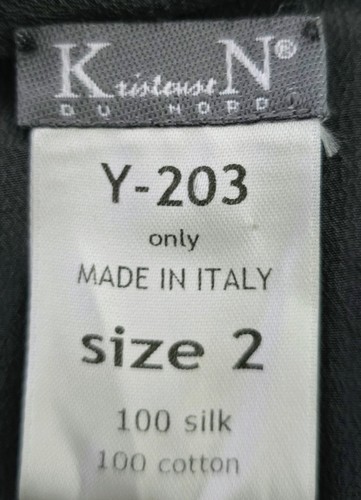 Kristensen N®
DU NORD
Y-203
only
MADE IN ITALY
size 2
100 silk
100 cotton